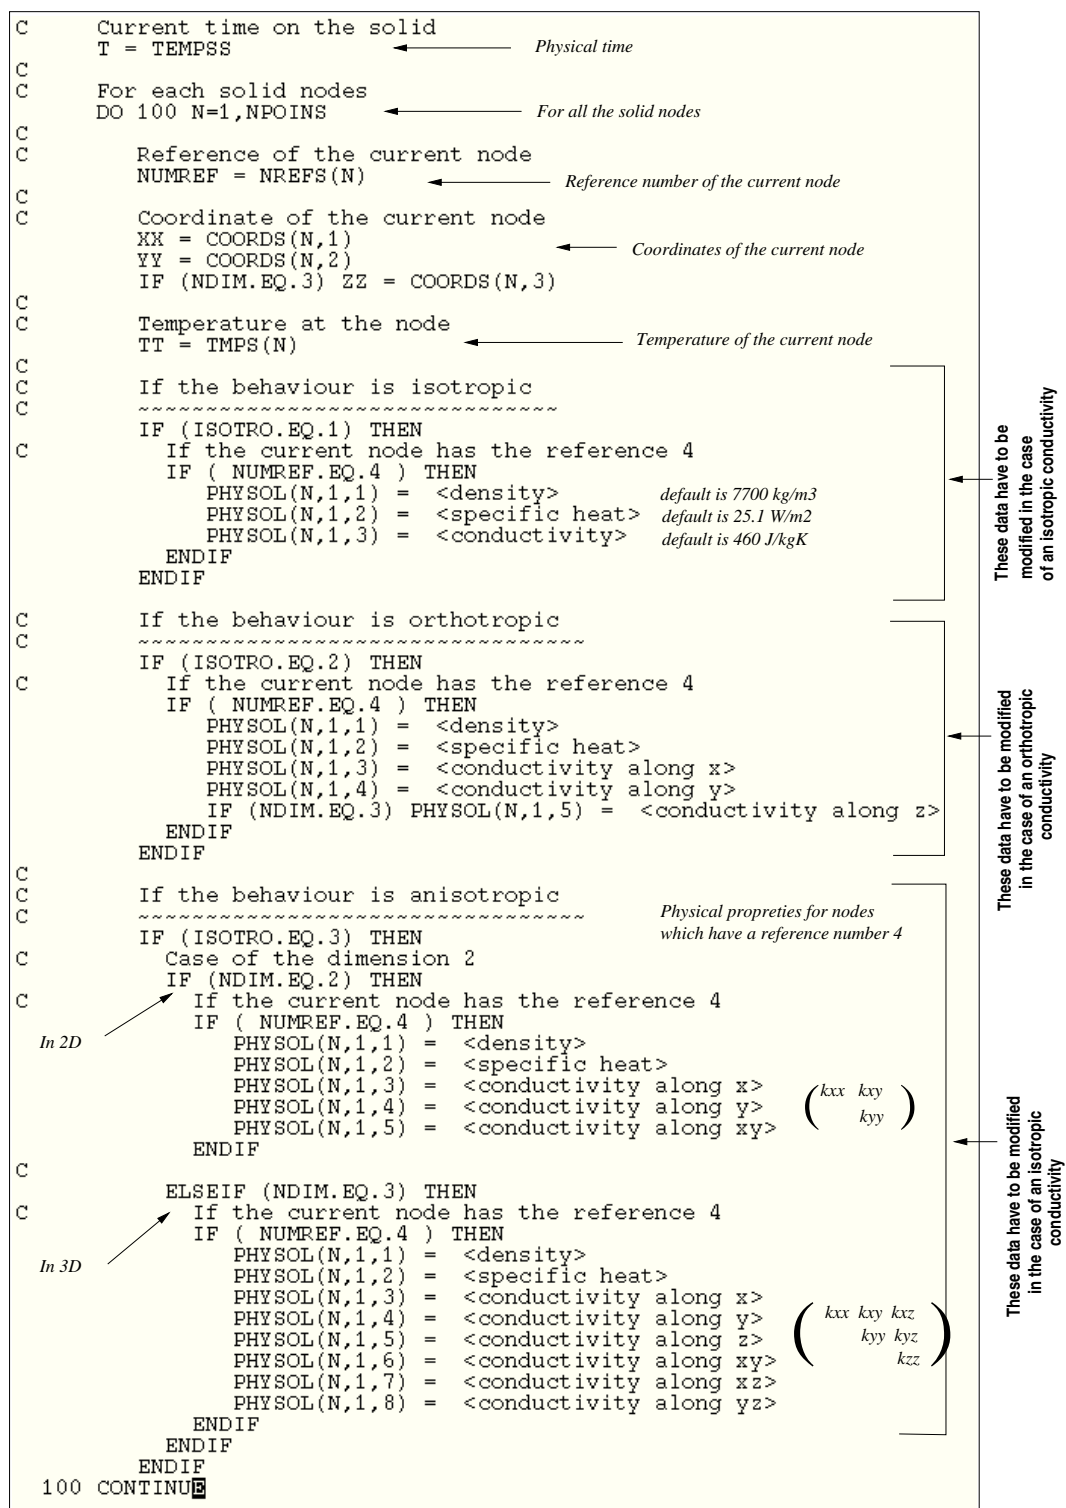 C Current time on the solid
T = TEMPSS
Physical time
C
C For each solid nodes
DO 100 N=1,NPOINS
For all the solid nodes
C
C Reference of the current node
NUMREF = NREFS(N)
Reference number of the current node
C
C Coordinate of the current node
XX = COORDS(N,1)
YY = COORDS(N,2)
Coordinates of the current node
IF (NDIM.EQ.3) ZZ = COORDS(N,3)
C
C Temperature at the node
TT = TMPS(N)
Temperature of the current node
C
C If the behaviour is isotropic
C ~~~~~~~~~~~~~~~~~~~~~~~~~~~~~~~
IF (ISOTRO.EQ.1) THEN
C If the current node has the reference 4
IF ( NUMREF.EQ.4 ) THEN
PHYSOL(N,1,1) = <density>
default is 7700 kg/m3
PHYSOL(N,1,2) = <specific heat>
default is 25.1 W/m2
PHYSOL(N,1,3) = <conductivity>
default is 460 J/kgK
ENDIF
ENDIF
These data have to be
modified in the case
of an isotropic conductivity
C If the behaviour is orthotropic
C ~~~~~~~~~~~~~~~~~~~~~~~~~~~~~~~~~
IF (ISOTRO.EQ.2) THEN
C If the current node has the reference 4
IF ( NUMREF.EQ.4 ) THEN
PHYSOL(N,1,1) = <density>
PHYSOL(N,1,2) = <specific heat>
PHYSOL(N,1,3) = <conductivity along x>
PHYSOL(N,1,4) = <conductivity along y>
IF (NDIM.EQ.3) PHYSOL(N,1,5) = <conductivity along z>
ENDIF
ENDIF
These data have to be modified
in the case of an orthotropic
conductivity
C
C If the behaviour is anisotropic
C ~~~~~~~~~~~~~~~~~~~~~~~~~~~~~~~~~
Physical propreties for nodes
which have a reference number 4
IF (ISOTRO.EQ.3) THEN
C Case of the dimension 2
IF (NDIM.EQ.2) THEN
C If the current node has the reference 4
IF ( NUMREF.EQ.4 ) THEN
In 2D
PHYSOL(N,1,1) = <density>
PHYSOL(N,1,2) = <specific heat>
PHYSOL(N,1,3) = <conductivity along x>
PHYSOL(N,1,4) = <conductivity along y>
PHYSOL(N,1,5) = <conductivity along xy>
( kxx kxy
kyy )
ENDIF
C
ELSEIF (NDIM.EQ.3) THEN
C If the current node has the reference 4
IF ( NUMREF.EQ.4 ) THEN
In 3D
PHYSOL(N,1,1) = <density>
PHYSOL(N,1,2) = <specific heat>
PHYSOL(N,1,3) = <conductivity along x>
PHYSOL(N,1,4) = <conductivity along y>
PHYSOL(N,1,5) = <conductivity along z>
PHYSOL(N,1,6) = <conductivity along xy>
PHYSOL(N,1,7) = <conductivity along xz>
PHYSOL(N,1,8) = <conductivity along yz>
( kxx kxy kxz
kyy kyz
kzz )
ENDIF
ENDIF
ENDIF
100 CONTINUE
These data have to be modified
in the case of an isotropic
conductivity